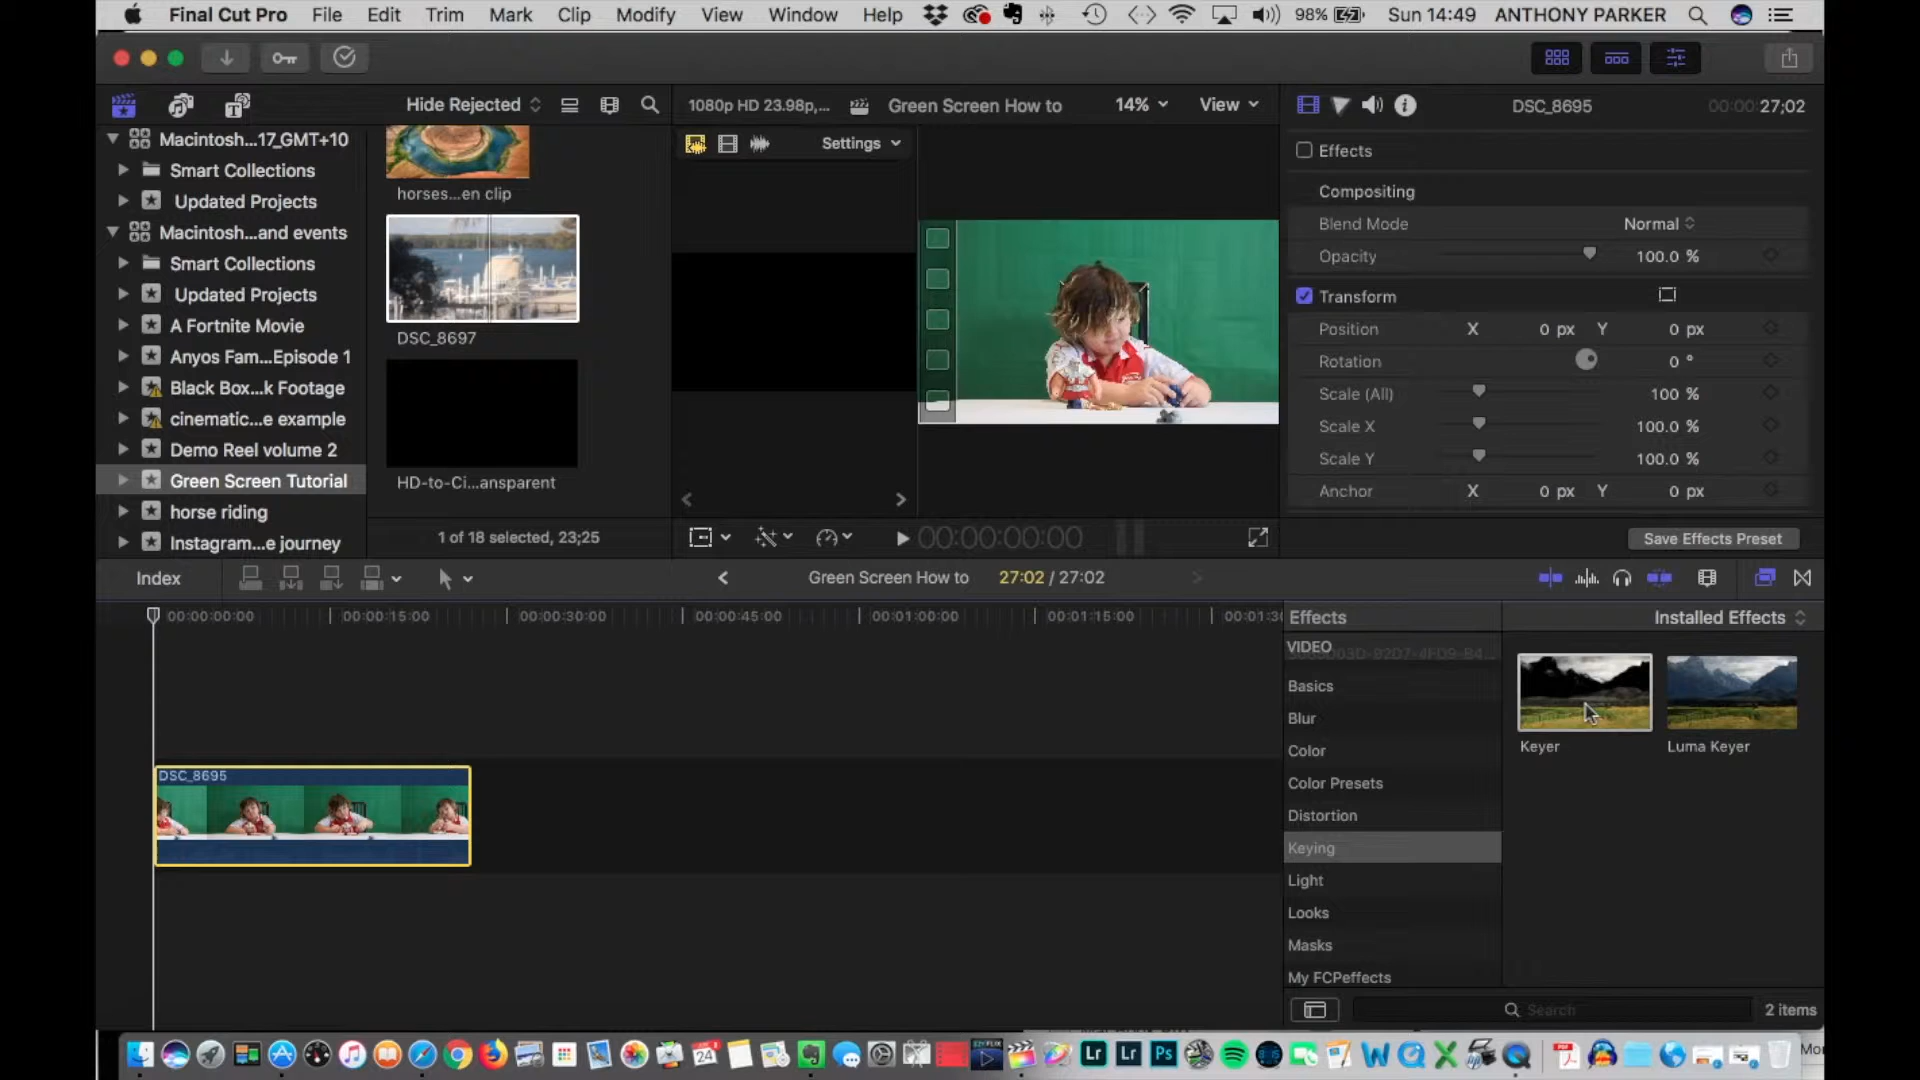 Final Cut Pro File Edit Trim Mark Clip Modify View Window Help 98% Sun 14:49 ANTHONY PARKER
Hide Rejected
1080p HD 23.98p,... Green Screen How to 14% View
DSC_8695 00:00:27;02
Macintosh...17_GMT+10
Smart Collections
Updated Projects
Macintosh...and events
Smart Collections
Updated Projects
A Fortnite Movie
Anyos Fam...Episode 1
Black Box...k Footage
cinematic...e example
Demo Reel volume 2
Green Screen Tutorial
horse riding
Instagram...e journey
horses...en clip
DSC_8697
HD-to-Ci...ansparent
1 of 18 selected, 23;25
Settings
00:00:00:00
Effects
Compositing
Blend Mode Normal
Opacity 100.0 %
Transform
Position X 0 px Y 0 px
Rotation 0 °
Scale (All) 100 %
Scale X 100.0 %
Scale Y 100.0 %
Anchor X 0 px Y 0 px
Save Effects Preset
Index
Green Screen How to 27:02 / 27:02
00:00:00:00 00:00:15:00 00:00:30:00 00:00:45:00 00:01:00:00 00:01:15:00 00:01:30
DSC_8695
Effects
Installed Effects
VIDEO
Basics
Blur
Color
Color Presets
Distortion
Keying
Light
Looks
Masks
My FCPeffects
Keyer
Luma Keyer
Search
2 items
24
Lr Lr Ps